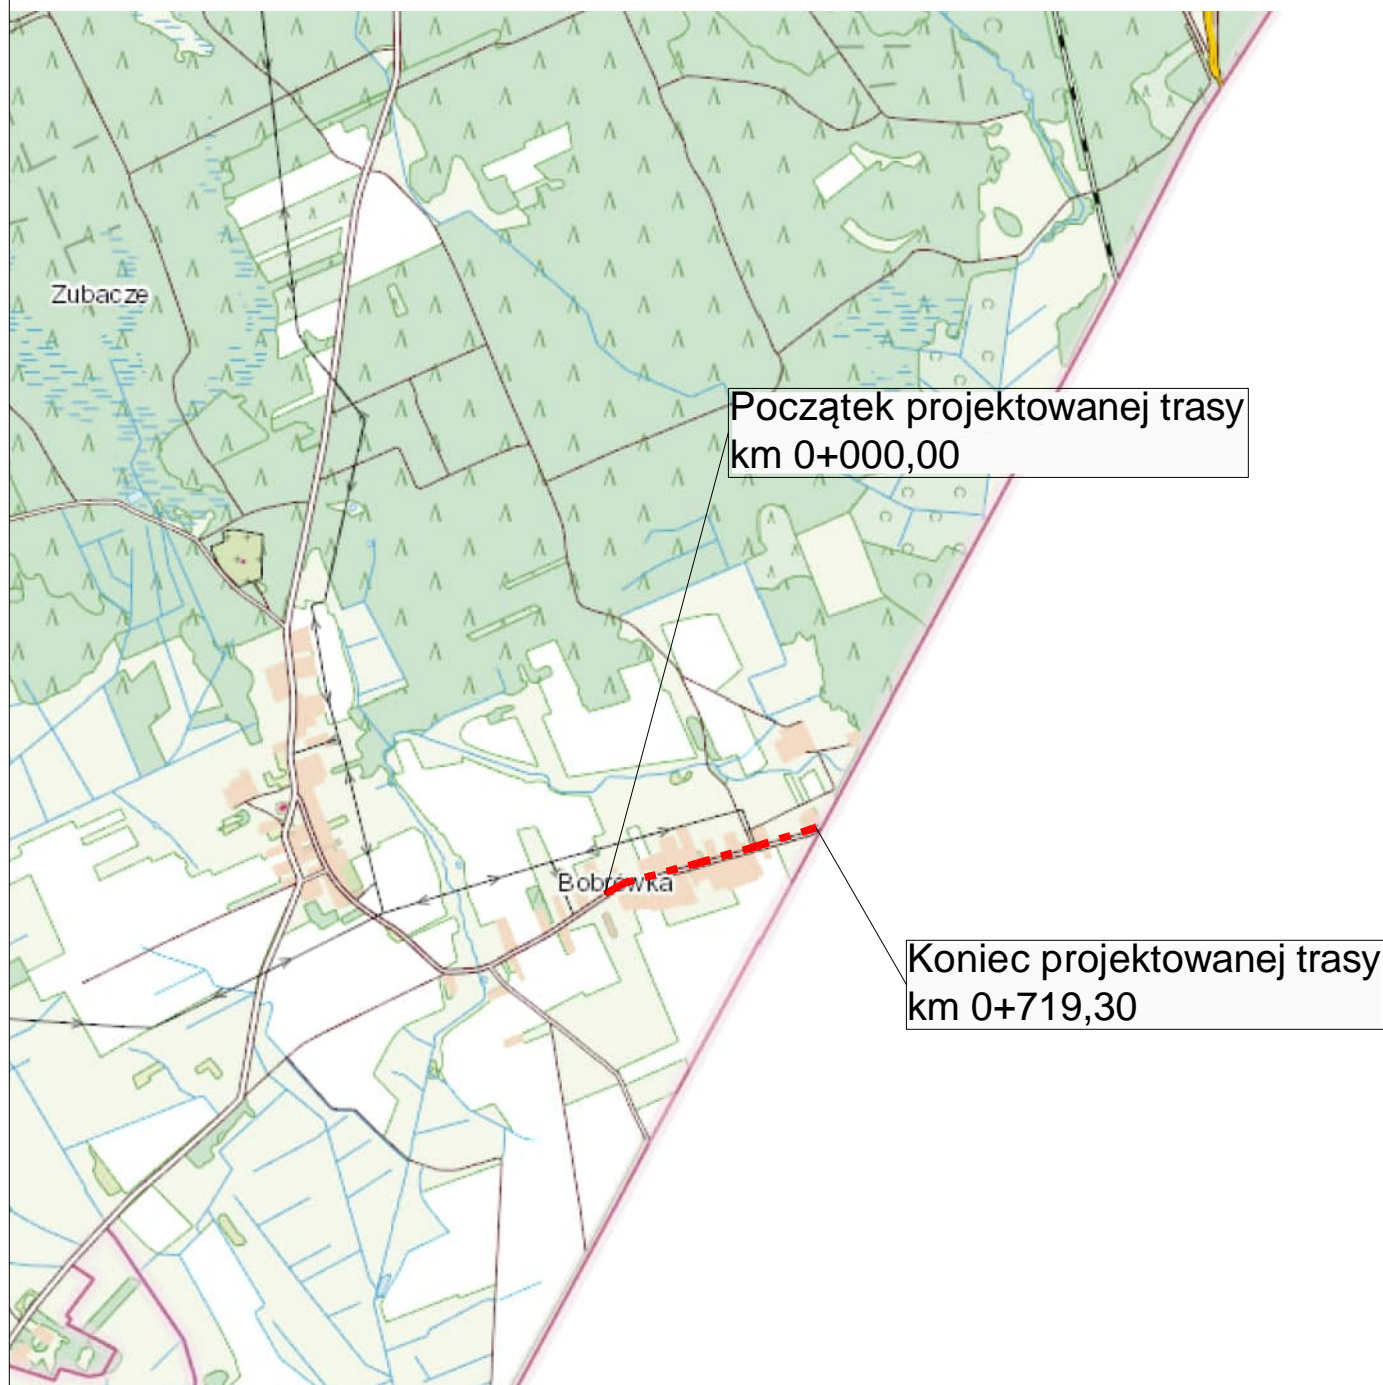 Zubacze
Początek projektowanej trasy
km 0+000,00
Bobrówka
Koniec projektowanej trasy
km 0+719,30